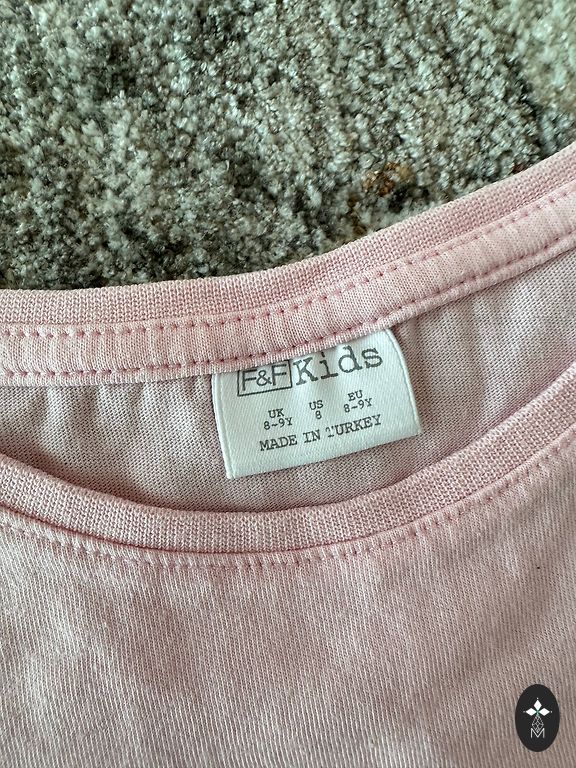 F&F Kids
UK US EU
8-9Y 8 8-9Y
MADE IN TURKEY
M